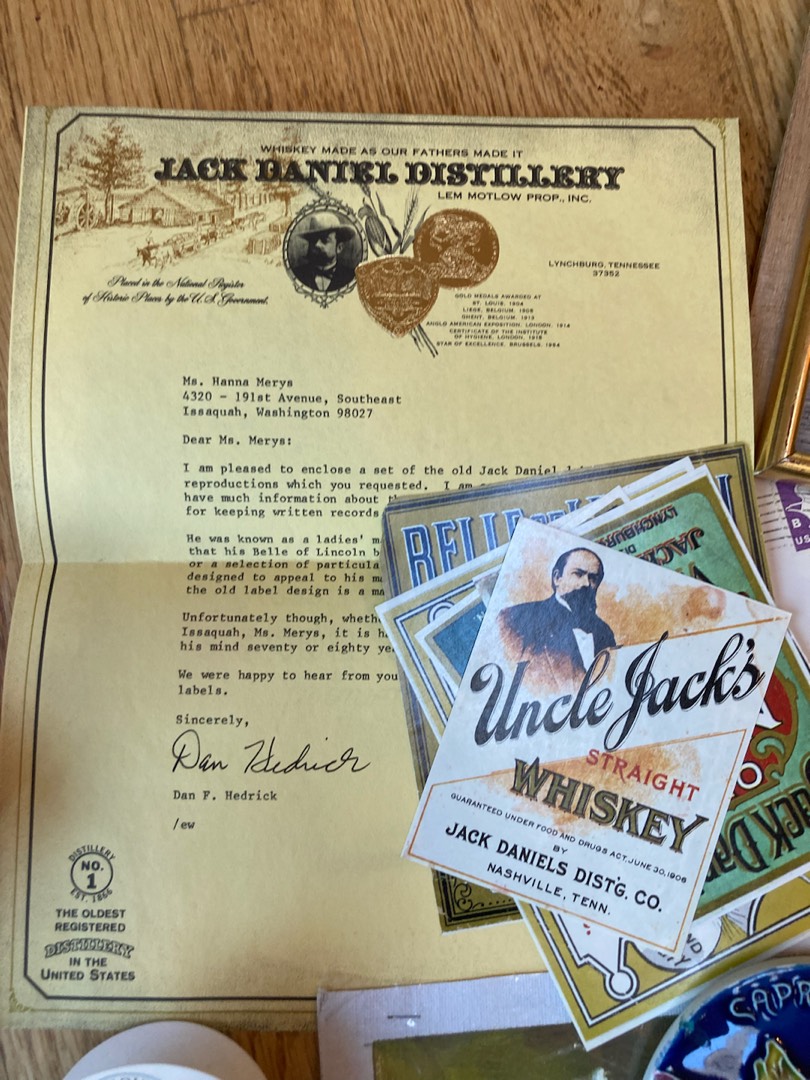 WHISKEY MADE AS OUR FATHERS MADE IT
JACK DANIEL DISTILLERY
LEM MOTLOW PROP., INC.
LYNCHBURG, TENNESSEE
37352
Placed in the National Register
of Historic Places by the U.S. Government.
GOLD MEDALS AWARDED AT
ST. LOUIS, 1904
LIEGE, BELGIUM, 1905
GHENT, BELGIUM, 1913
ANGLO AMERICAN EXPOSITION, LONDON, 1914
CERTIFICATE OF THE INSTITUTE
OF HYGIENE, LONDON, 1915
STAR OF EXCELLENCE, BRUSSELS, 1954
Ms. Hanna Merys
4320 - 191st Avenue, Southeast
Issaquah, Washington 98027
Dear Ms. Merys:
I am pleased to enclose a set of the old Jack Daniel
reproductions which you requested. I am
have much information about
for keeping written records
He was known as a ladies'
that his Belle of Lincoln
or a selection of
designed to appeal to his
the old label design is a
Unfortunately though,
Issaquah, Ms. Merys, it is
his mind seventy or eighty
We were happy to hear from you
labels.
Sincerely,
Dan Hedrick
Dan F. Hedrick
/ew
DISTILLERY
NO.
1
EST. 1866
THE OLDEST
REGISTERED
DISTILLERY
IN THE
UNITED STATES
BELLE
LYNCHBURG
JACK
Uncle Jack's
STRAIGHT
WHISKEY
GUARANTEED UNDER FOOD AND DRUGS ACT, JUNE 30, 1906
BY
JACK DANIELS DIST'G. CO.
NASHVILLE, TENN.
Jack Dan